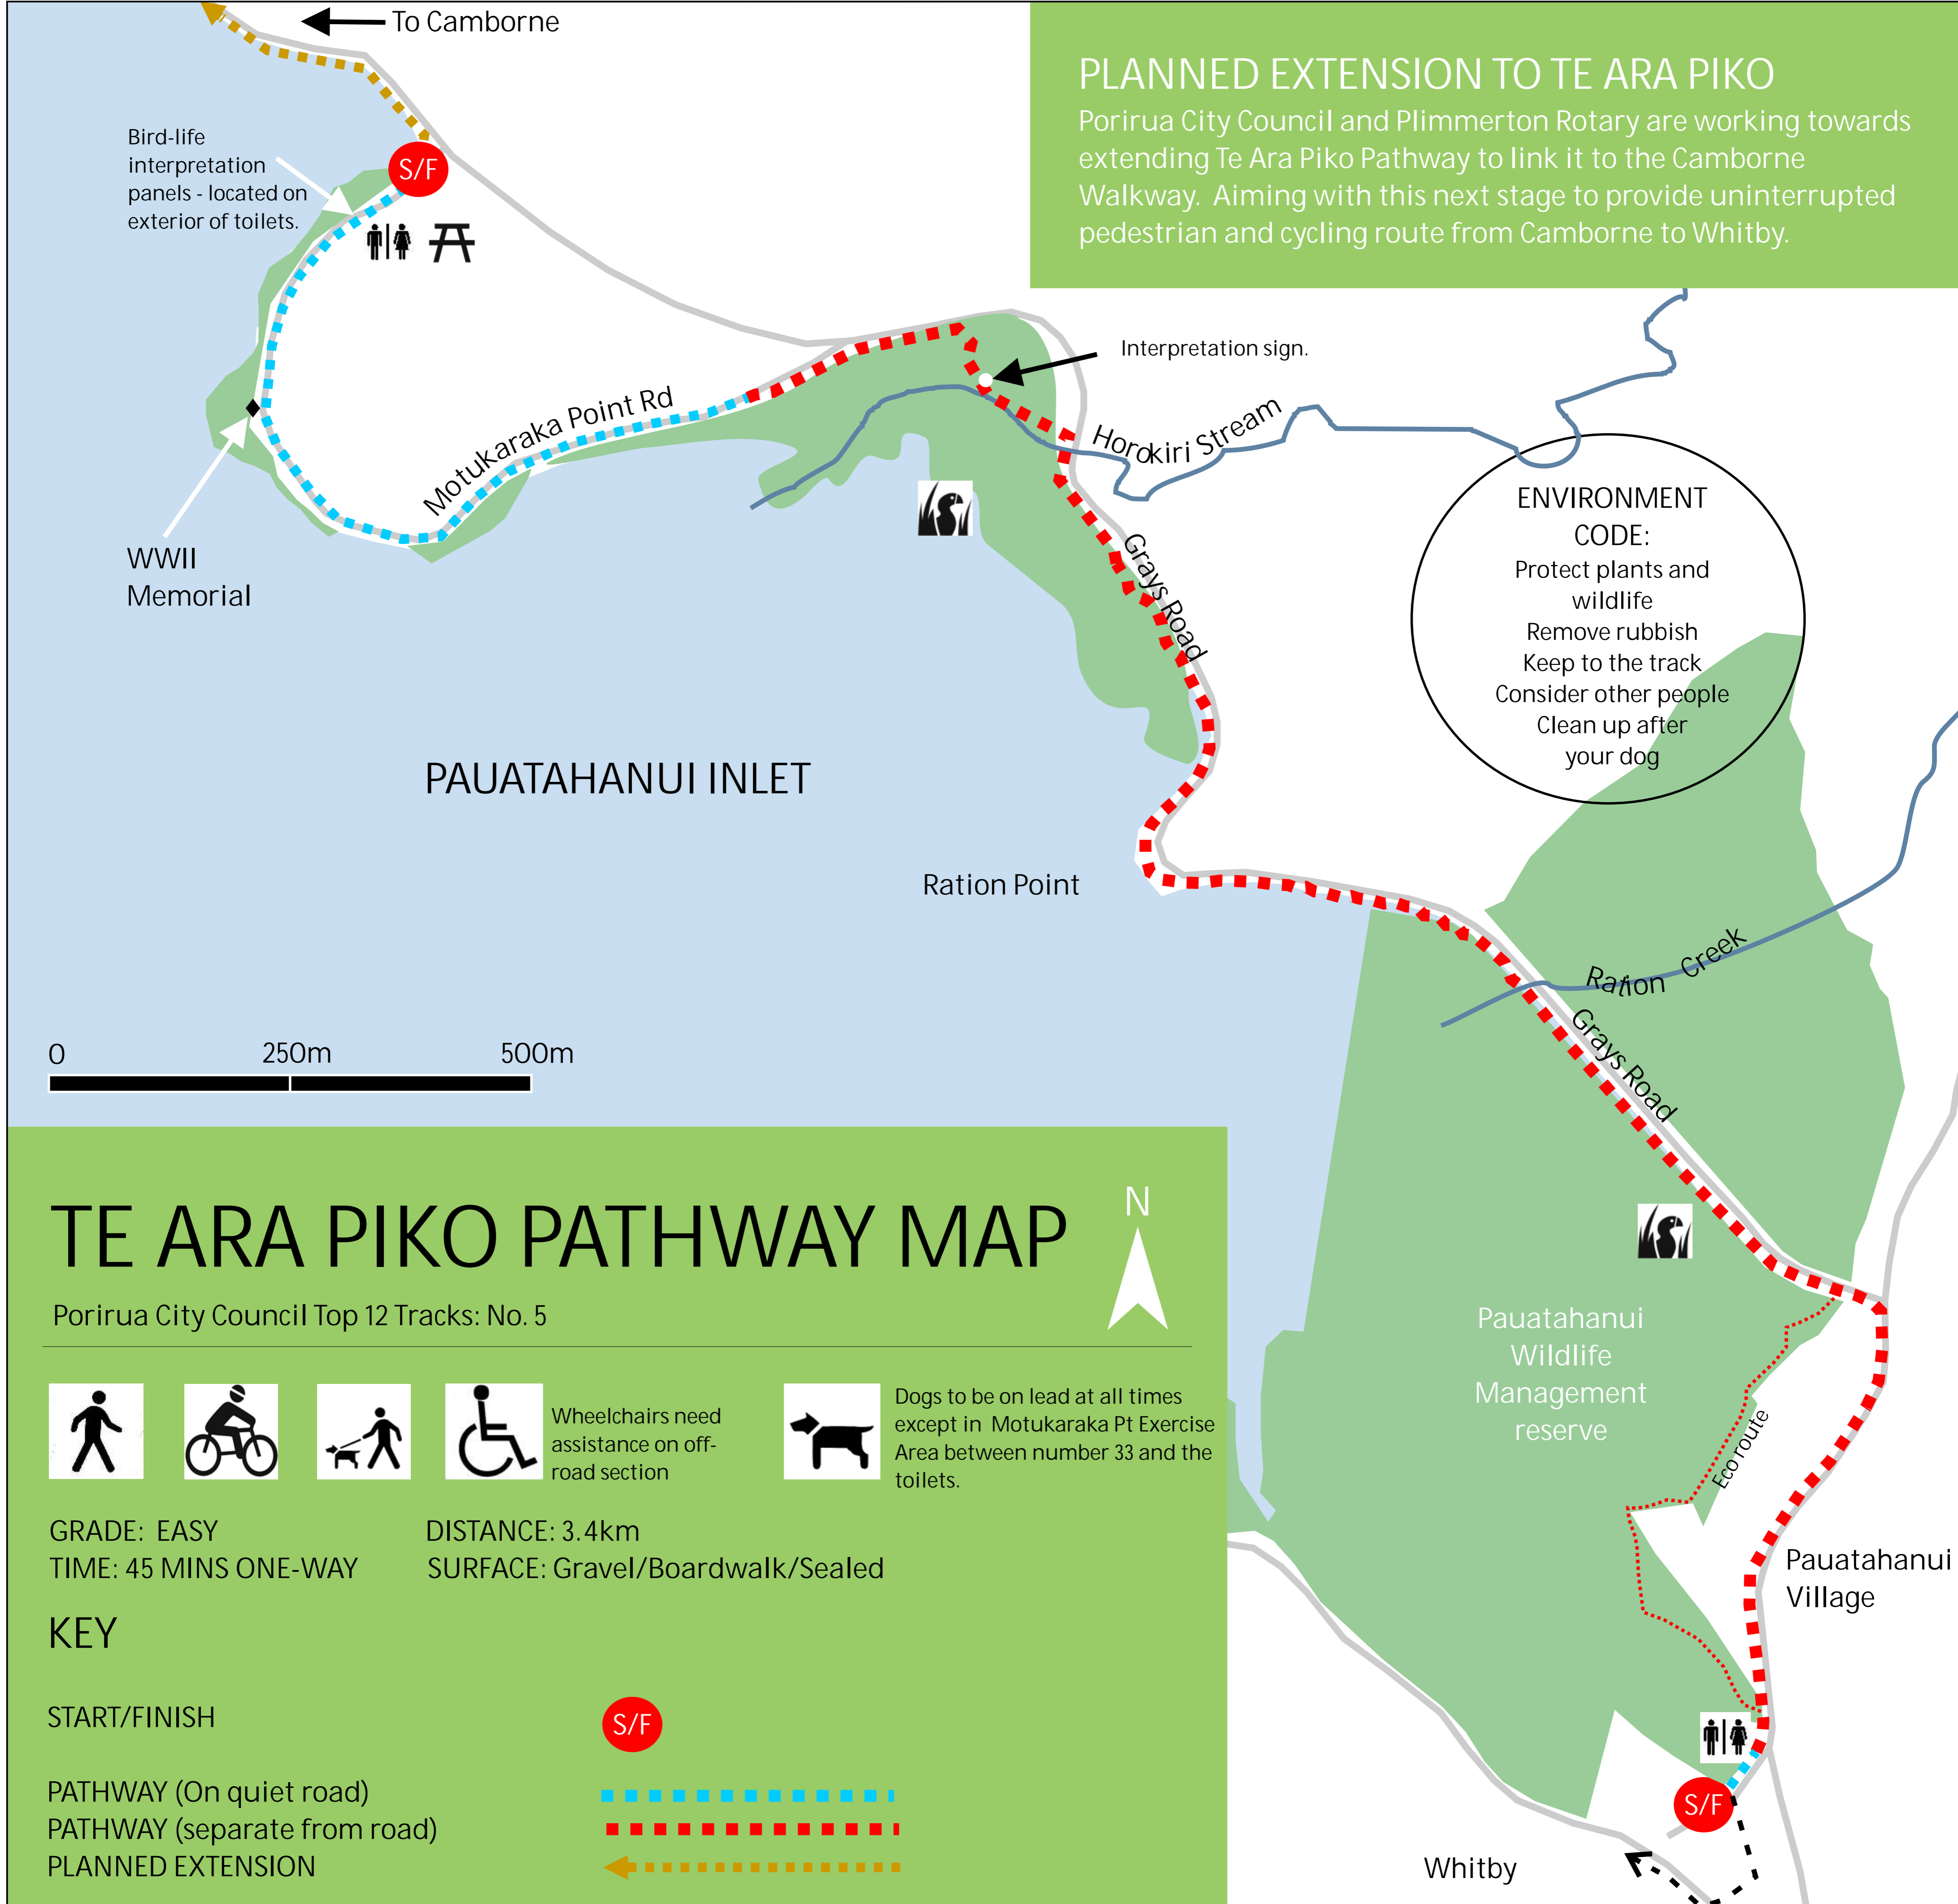 To Camborne
PLANNED EXTENSION TO TE ARA PIKO
Porirua City Council and Plimmerton Rotary are working towards
extending Te Ara Piko Pathway to link it to the Camborne
Walkway. Aiming with this next stage to provide uninterrupted
pedestrian and cycling route from Camborne to Whitby.
Bird-life
interpretation
panels - located on
exterior of toilets.
S/F
Interpretation sign.
Motukaraka Point Rd
Horokiri Stream
WWII
Memorial
Grays Road
ENVIRONMENT
CODE:
Protect plants and
wildlife
Remove rubbish
Keep to the track
Consider other people
Clean up after
your dog
PAUATAHANUI INLET
Ration Point
Ration Creek
Grays Road
0 250m 500m
TE ARA PIKO PATHWAY MAP
N
Porirua City Council Top 12 Tracks: No. 5
Wheelchairs need
assistance on off-
road section
Dogs to be on lead at all times
except in Motukaraka Pt Exercise
Area between number 33 and the
toilets.
GRADE: EASY
DISTANCE: 3.4km
TIME: 45 MINS ONE-WAY
SURFACE: Gravel/Boardwalk/Sealed
KEY
START/FINISH
S/F
PATHWAY (On quiet road)
PATHWAY (separate from road)
PLANNED EXTENSION
Pauatahanui
Wildlife
Management
reserve
Eco route
Pauatahanui
Village
S/F
Whitby